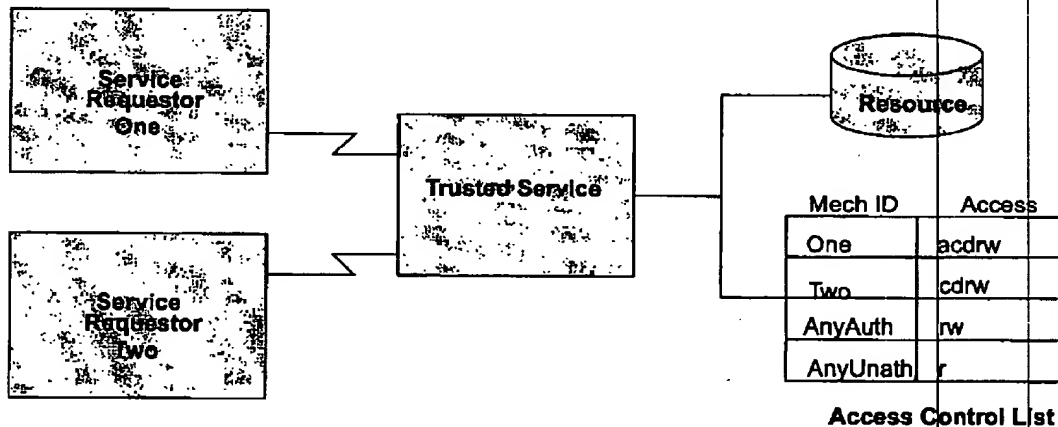 Service
Requestor
One
Service
Requestor
Two
Trusted Service
Resource
Mech ID Access
One acdrw
Two cdrw
AnyAuth rw
AnyUnath r
Access Control List